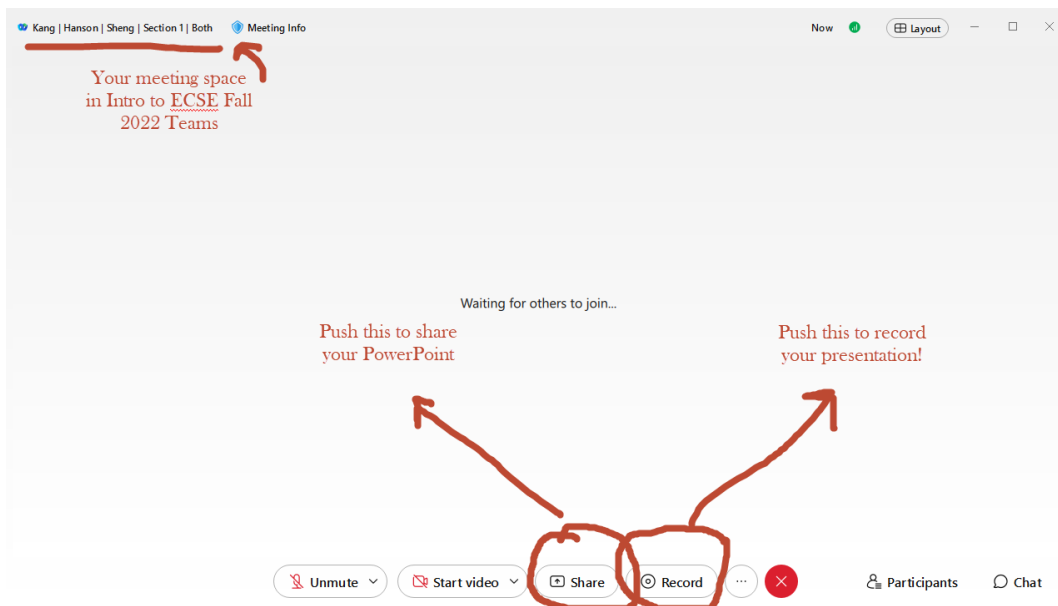 Kang | Hanson | Sheng | Section 1 | Both Meeting Info Now Layout
Your meeting space
in Intro to ECSE Fall
2022 Teams
Waiting for others to join...
Push this to share
your PowerPoint
Push this to record
your presentation!
Unmute Start video Share Record ... Participants Chat